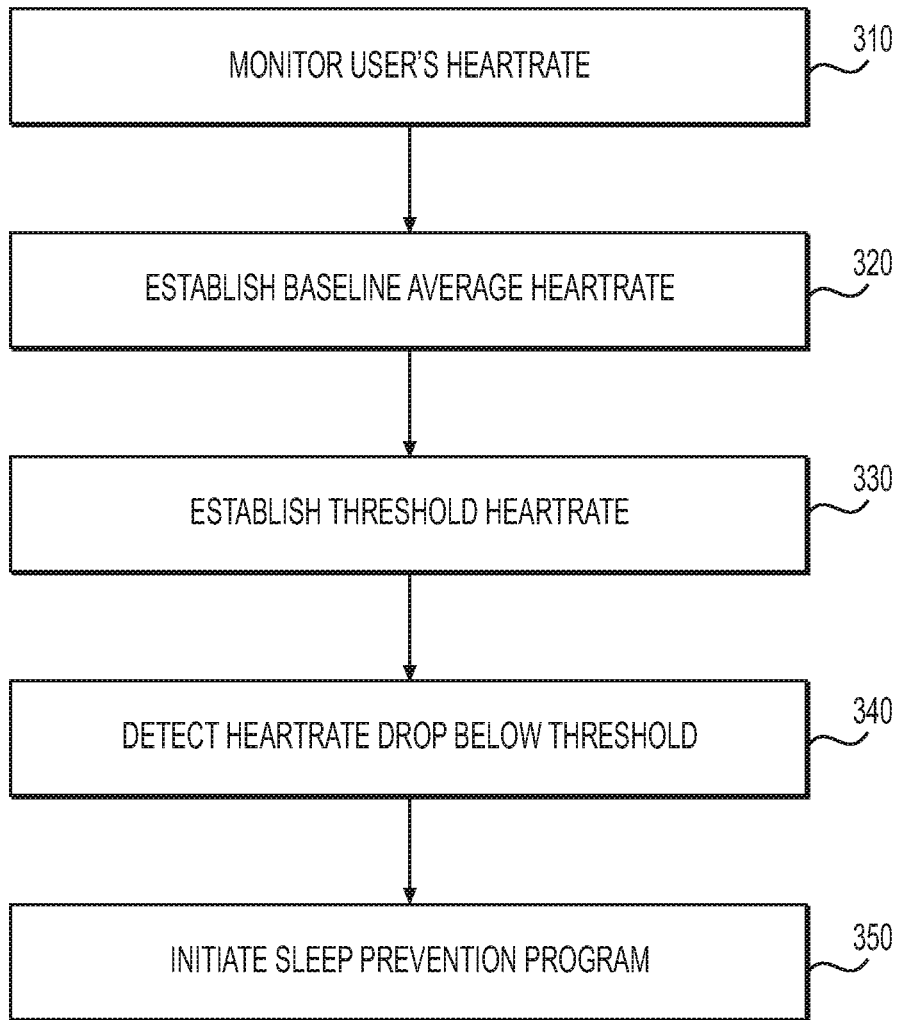 MONITOR USER'S HEARTRATE
310
ESTABLISH BASELINE AVERAGE HEARTRATE
320
ESTABLISH THRESHOLD HEARTRATE
330
DETECT HEARTRATE DROP BELOW THRESHOLD
340
INITIATE SLEEP PREVENTION PROGRAM
350